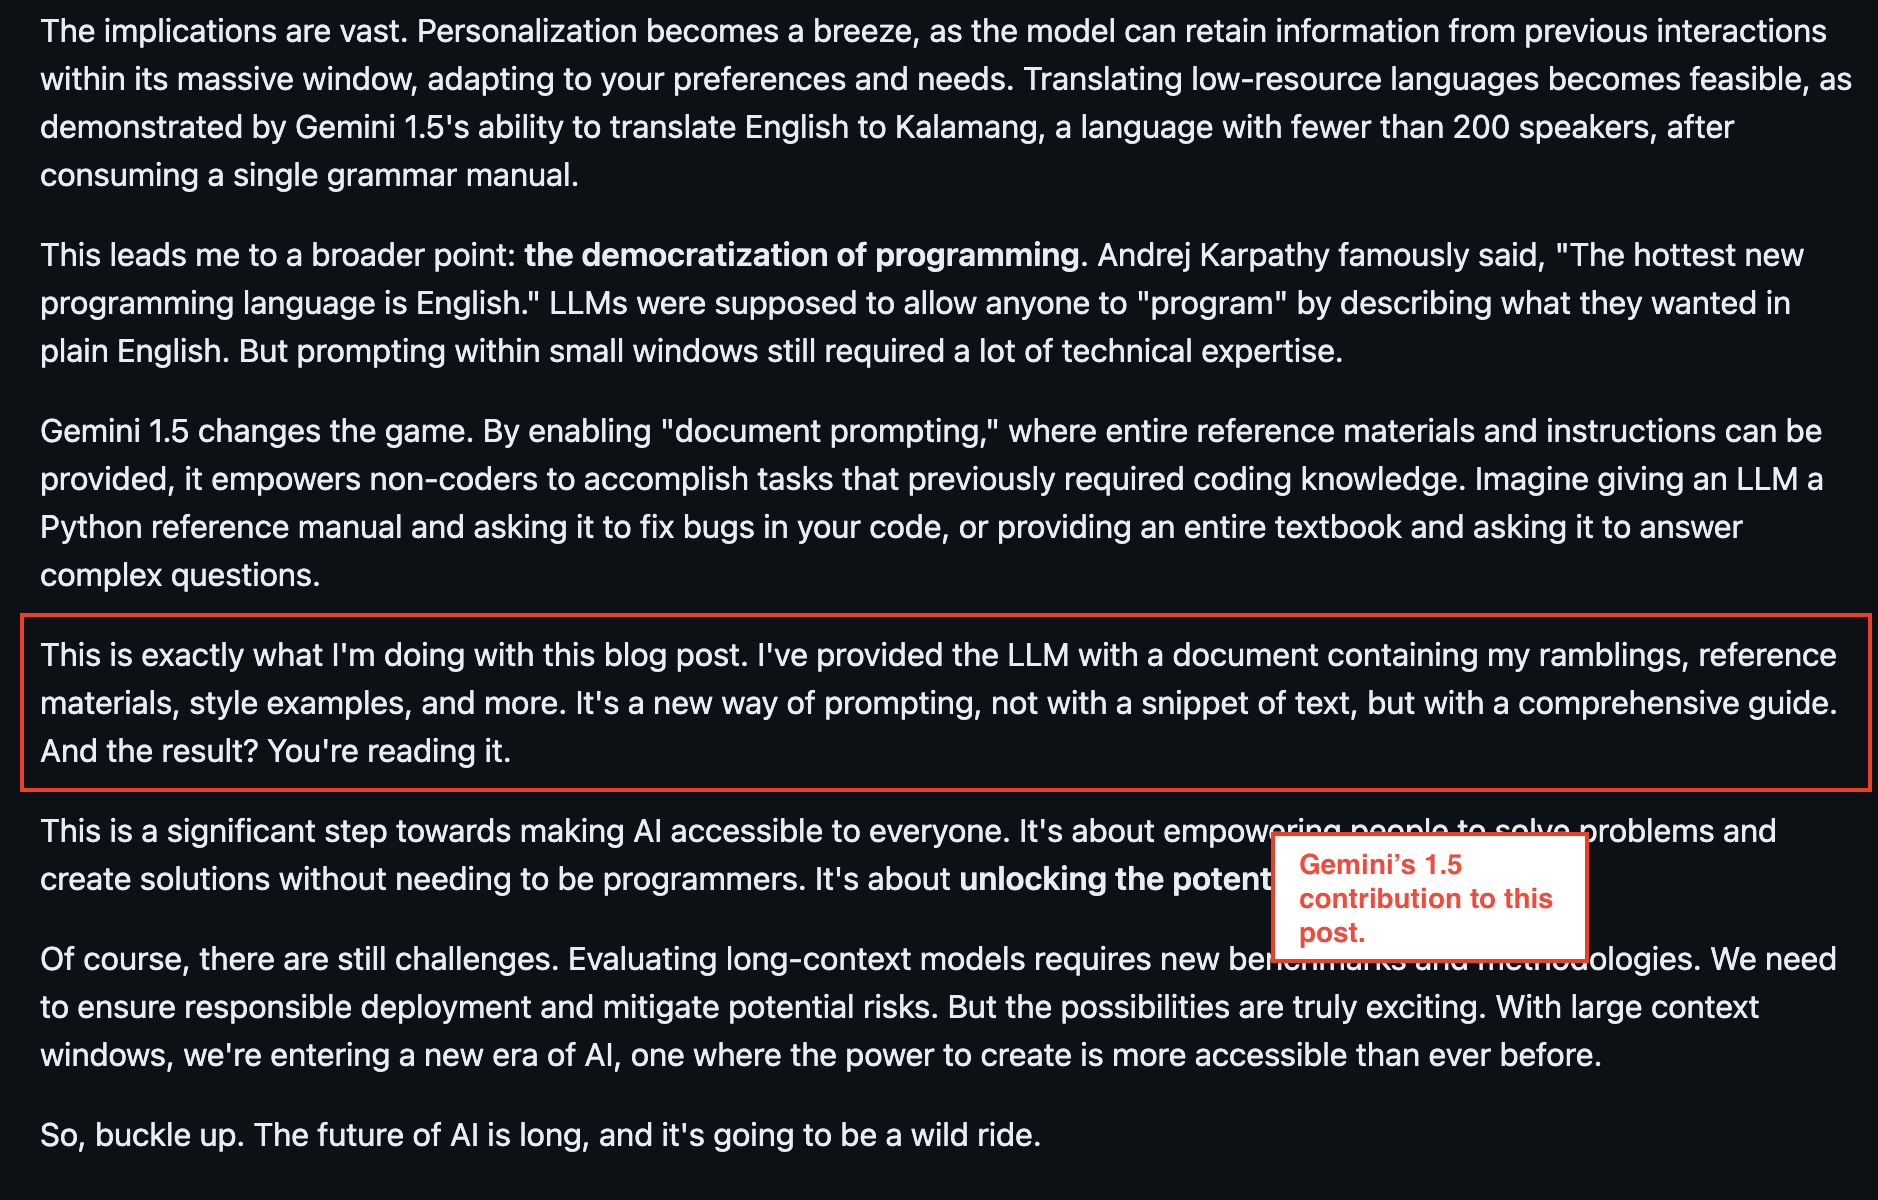 The implications are vast. Personalization becomes a breeze, as the model can retain information from previous interactions
within its massive window, adapting to your preferences and needs. Translating low-resource languages becomes feasible, as
demonstrated by Gemini 1.5's ability to translate English to Kalamang, a language with fewer than 200 speakers, after
consuming a single grammar manual.
This leads me to a broader point: the democratization of programming. Andrej Karpathy famously said, "The hottest new
programming language is English." LLMs were supposed to allow anyone to "program" by describing what they wanted in
plain English. But prompting within small windows still required a lot of technical expertise.
Gemini 1.5 changes the game. By enabling "document prompting," where entire reference materials and instructions can be
provided, it empowers non-coders to accomplish tasks that previously required coding knowledge. Imagine giving an LLM a
Python reference manual and asking it to fix bugs in your code, or providing an entire textbook and asking it to answer
complex questions.
This is exactly what I'm doing with this blog post. I've provided the LLM with a document containing my ramblings, reference
materials, style examples, and more. It's a new way of prompting, not with a snippet of text, but with a comprehensive guide.
And the result? You're reading it.
This is a significant step towards making AI accessible to everyone. It's about empowering people to solve problems and
create solutions without needing to be programmers. It's about unlocking the potent
Gemini’s 1.5
contribution to this
post.
Of course, there are still challenges. Evaluating long-context models requires new benchmarks and methodologies. We need
to ensure responsible deployment and mitigate potential risks. But the possibilities are truly exciting. With large context
windows, we're entering a new era of AI, one where the power to create is more accessible than ever before.
So, buckle up. The future of AI is long, and it's going to be a wild ride.